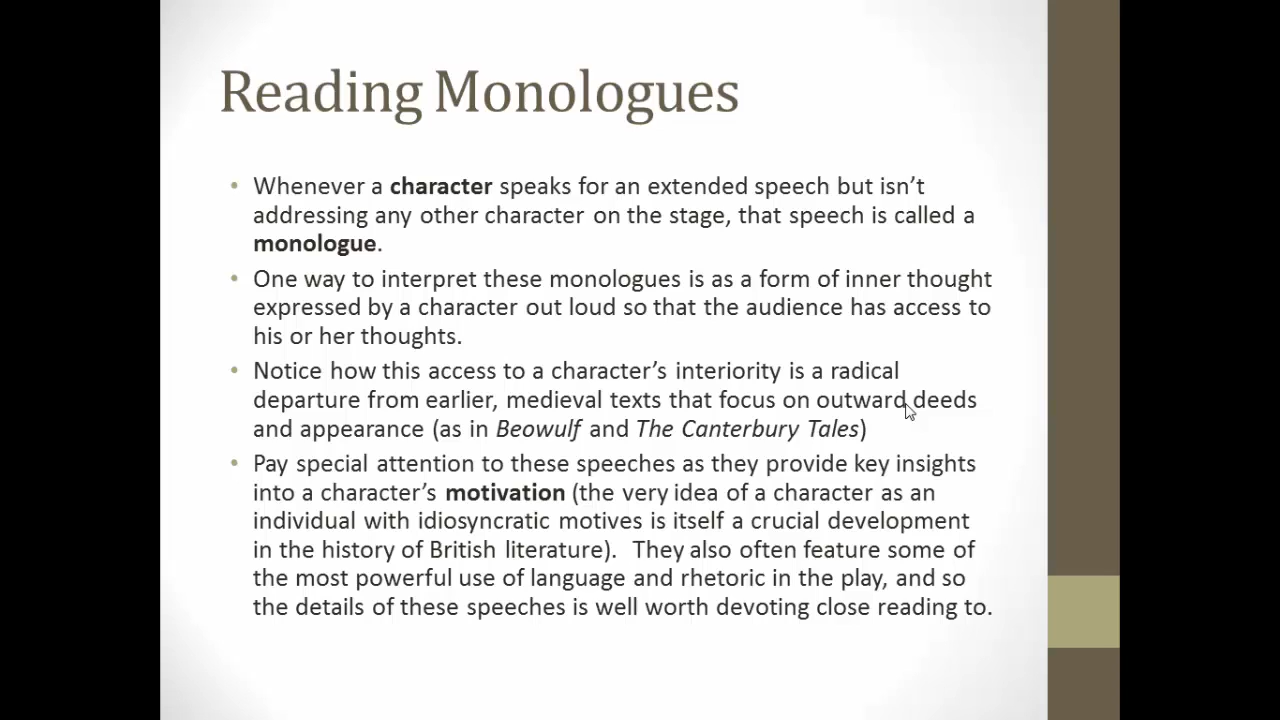 Reading Monologues
• Whenever a character speaks for an extended speech but isn’t
addressing any other character on the stage, that speech is called a
monologue.
• One way to interpret these monologues is as a form of inner thought
expressed by a character out loud so that the audience has access to
his or her thoughts.
• Notice how this access to a character’s interiority is a radical
departure from earlier, medieval texts that focus on outward deeds
and appearance (as in Beowulf and The Canterbury Tales)
• Pay special attention to these speeches as they provide key insights
into a character’s motivation (the very idea of a character as an
individual with idiosyncratic motives is itself a crucial development
in the history of British literature).  They also often feature some of
the most powerful use of language and rhetoric in the play, and so
the details of these speeches is well worth devoting close reading to.